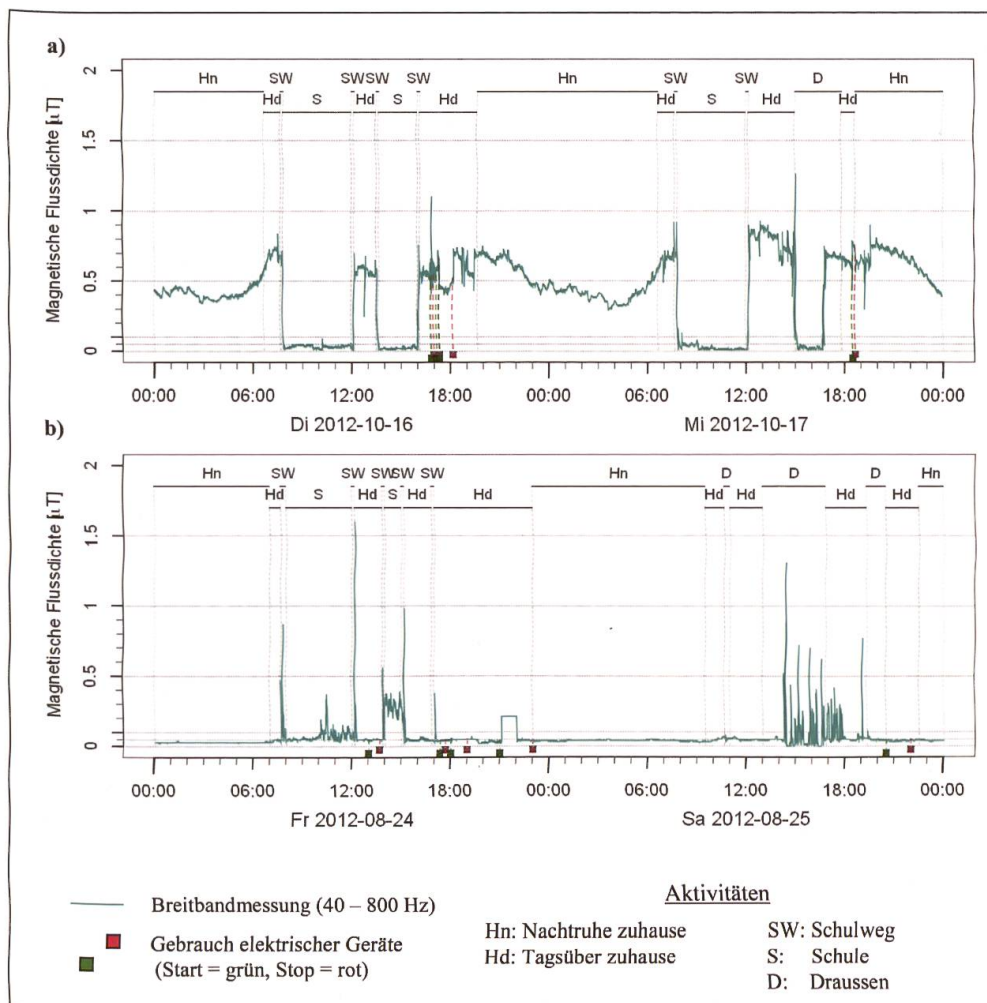 a)
2
Hn SW SW SW SW Hn SW SW D Hn
Hd S Hd S Hd Hd S Hd Hd
1.5
1
0.5
0
Magnetische Flussdichte [µT]
00:00 06:00 12:00 18:00 00:00 06:00 12:00 18:00 00:00
Di 2012-10-16 Mi 2012-10-17
b)
2
Hn SW SW SW SW SW Hn D D D Hn
Hd S Hd S Hd Hd Hd Hd Hd Hd
1.5
1
0.5
0
Magnetische Flussdichte [µT]
00:00 06:00 12:00 18:00 00:00 06:00 12:00 18:00 00:00
Fr 2012-08-24 Sa 2012-08-25
Breitbandmessung (40 – 800 Hz)
Gebrauch elektrischer Geräte
(Start = grün, Stop = rot)
Aktivitäten
Hn: Nachtruhe zuhause SW: Schulweg
Hd: Tagsüber zuhause S: Schule
D: Draussen